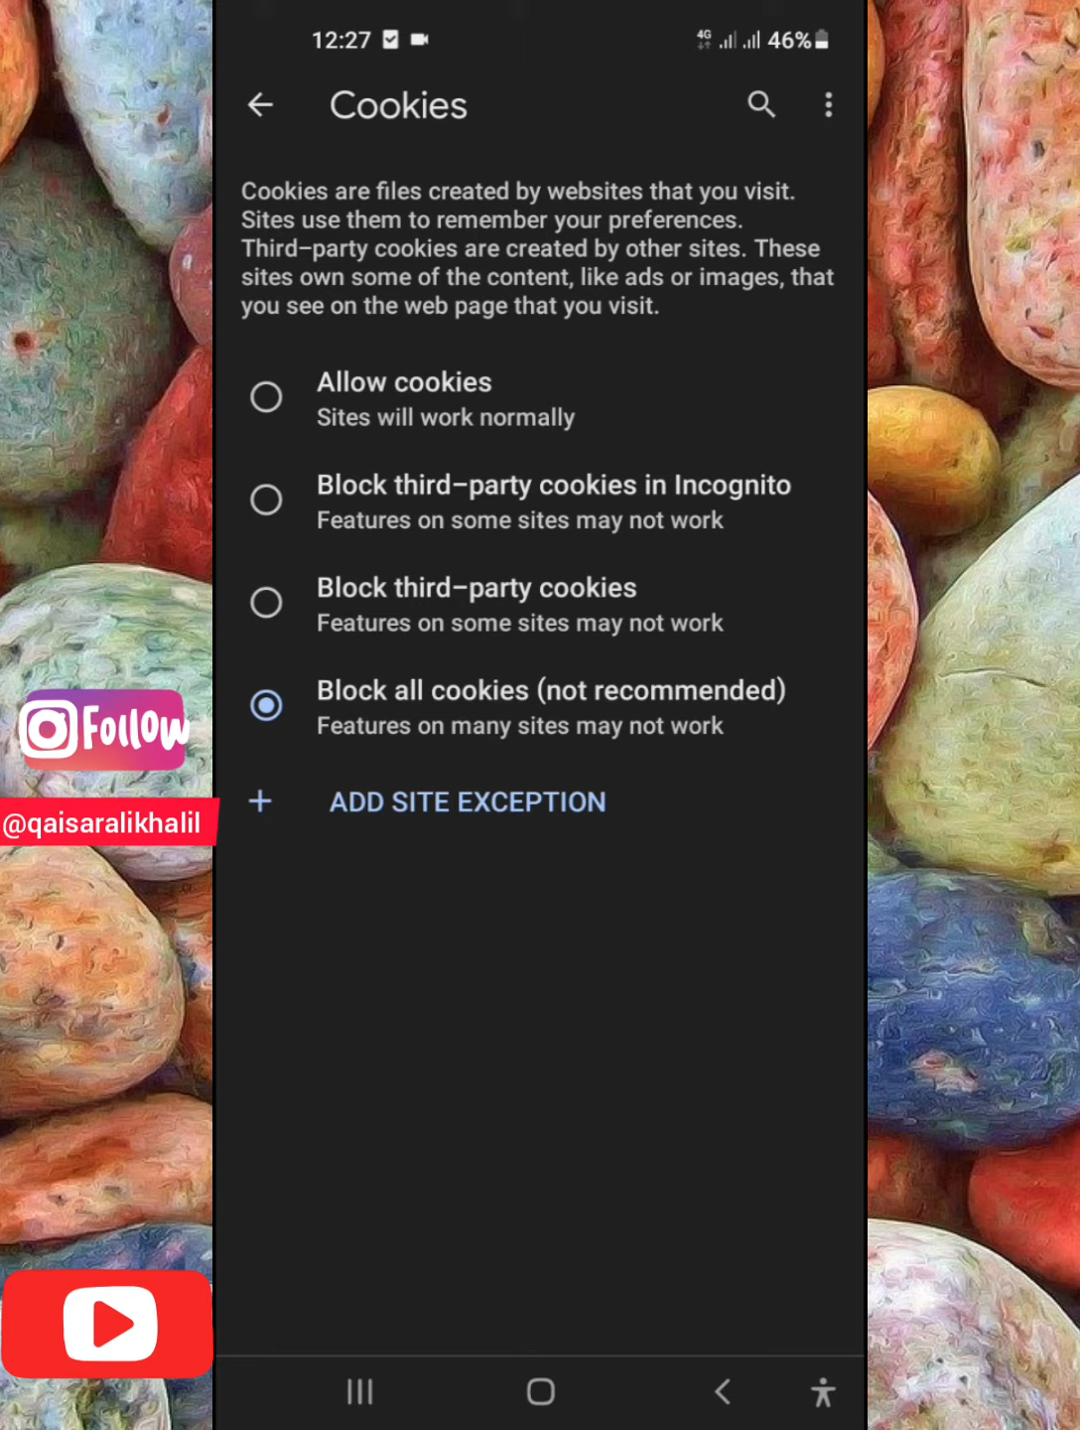 12:27
4G
46%
Cookies
Cookies are files created by websites that you visit.
Sites use them to remember your preferences.
Third-party cookies are created by other sites. These
sites own some of the content, like ads or images, that
you see on the web page that you visit.
Allow cookies
Sites will work normally
Block third-party cookies in Incognito
Features on some sites may not work
Block third-party cookies
Features on some sites may not work
Block all cookies (not recommended)
Features on many sites may not work
+ ADD SITE EXCEPTION
Follow
@qaisaralikhalil